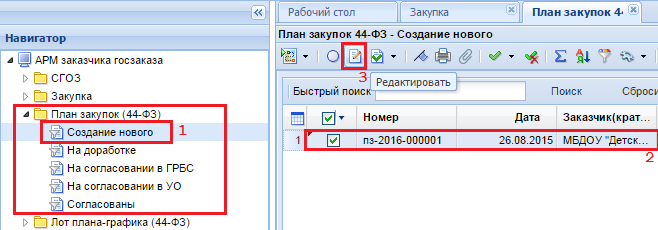 Рабочий стол
Закупка
План закупок 44-
Навигатор
План закупок 44-ФЗ - Создание нового
АРМ заказчика госзаказа
СГОЗ
Закупка
План закупок (44-ФЗ)
Создание нового
1
На доработке
На согласовании в ГРБС
На согласовании в УО
Согласованы
Лот плана-графика (44-ФЗ)
3
Редактировать
Быстрый поиск
Поиск
Сброси
Номер
Дата
Заказчик(крат...
1
пз-2016-000001
26.08.2015
МБДОУ "Детск...
2